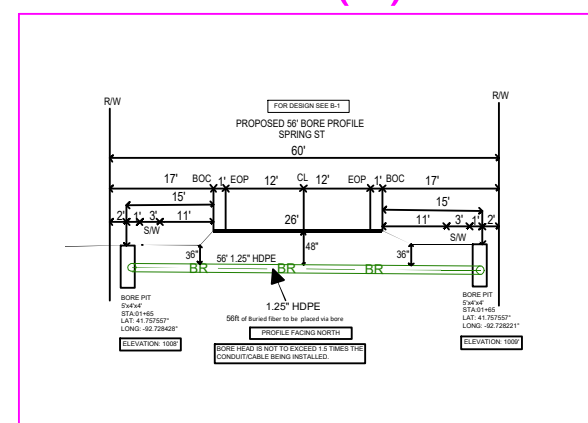 R/W
R/W
FOR DESIGN SEE B-1
PROPOSED 56' BORE PROFILE
SPRING ST
60'
17' BOC 1' EOP 12' CL 12' EOP 1' BOC 17'
15' 15'
2' 1' 3' 11' 26' 11' 3' 1' 2'
S/W S/W
48"
36" 36"
56' 1.25" HDPE
BR BR BR
1.25" HDPE
56ft of Buried fiber to be placed via bore
PROFILE FACING NORTH
BORE HEAD IS NOT TO EXCEED 1.5 TIMES THE
CONDUIT/CABLE BEING INSTALLED.
BORE PIT
5'x4'x4'
STA:01+65
LAT: 41.757557°
LONG: -92.728428°
ELEVATION: 1008'
BORE PIT
5'x4'x4'
STA:01+65
LAT: 41.757557°
LONG: -92.728221°
ELEVATION: 1009'